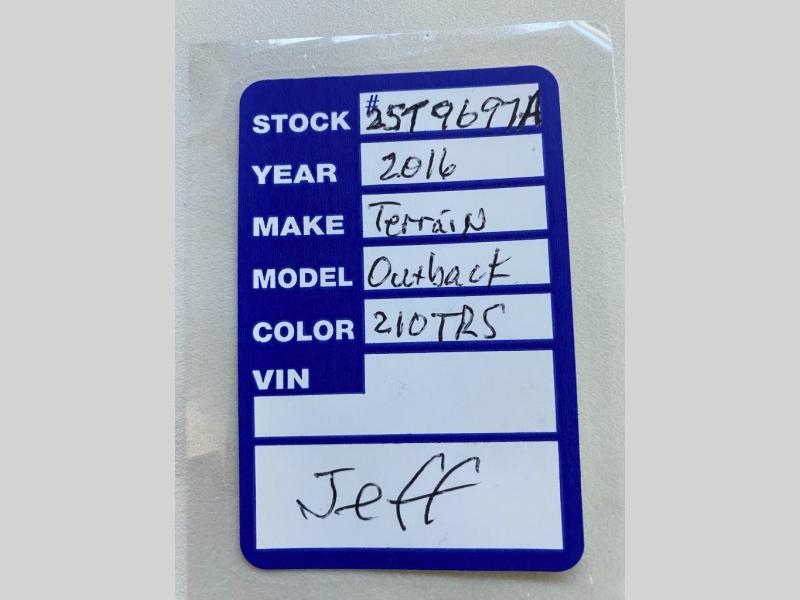 STOCK #25T9697A
YEAR 2016
MAKE Terrain
MODEL Outback
COLOR 210TRS
VIN
Jeff